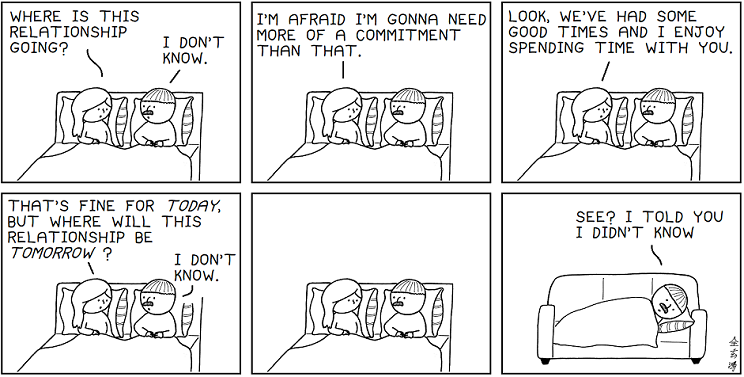 WHERE IS THIS
RELATIONSHIP
GOING?
I DON'T
KNOW.
I'M AFRAID I'M GONNA NEED
MORE OF A COMMITMENT
THAN THAT.
LOOK, WE'VE HAD SOME
GOOD TIMES AND I ENJOY
SPENDING TIME WITH YOU.
THAT'S FINE FOR TODAY,
BUT WHERE WILL THIS
RELATIONSHIP BE
TOMORROW ?
I DON'T
KNOW.
SEE? I TOLD YOU
I DIDN'T KNOW